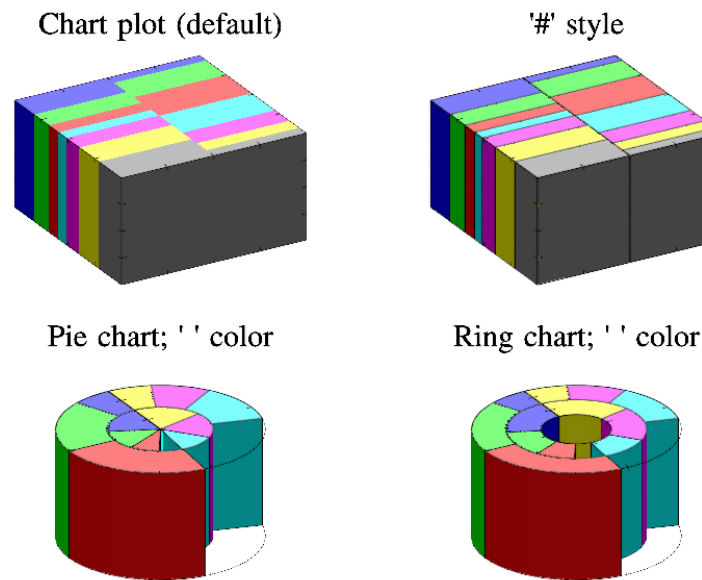 Chart plot (default)
'#' style
Pie chart; ' ' color
Ring chart; ' ' color